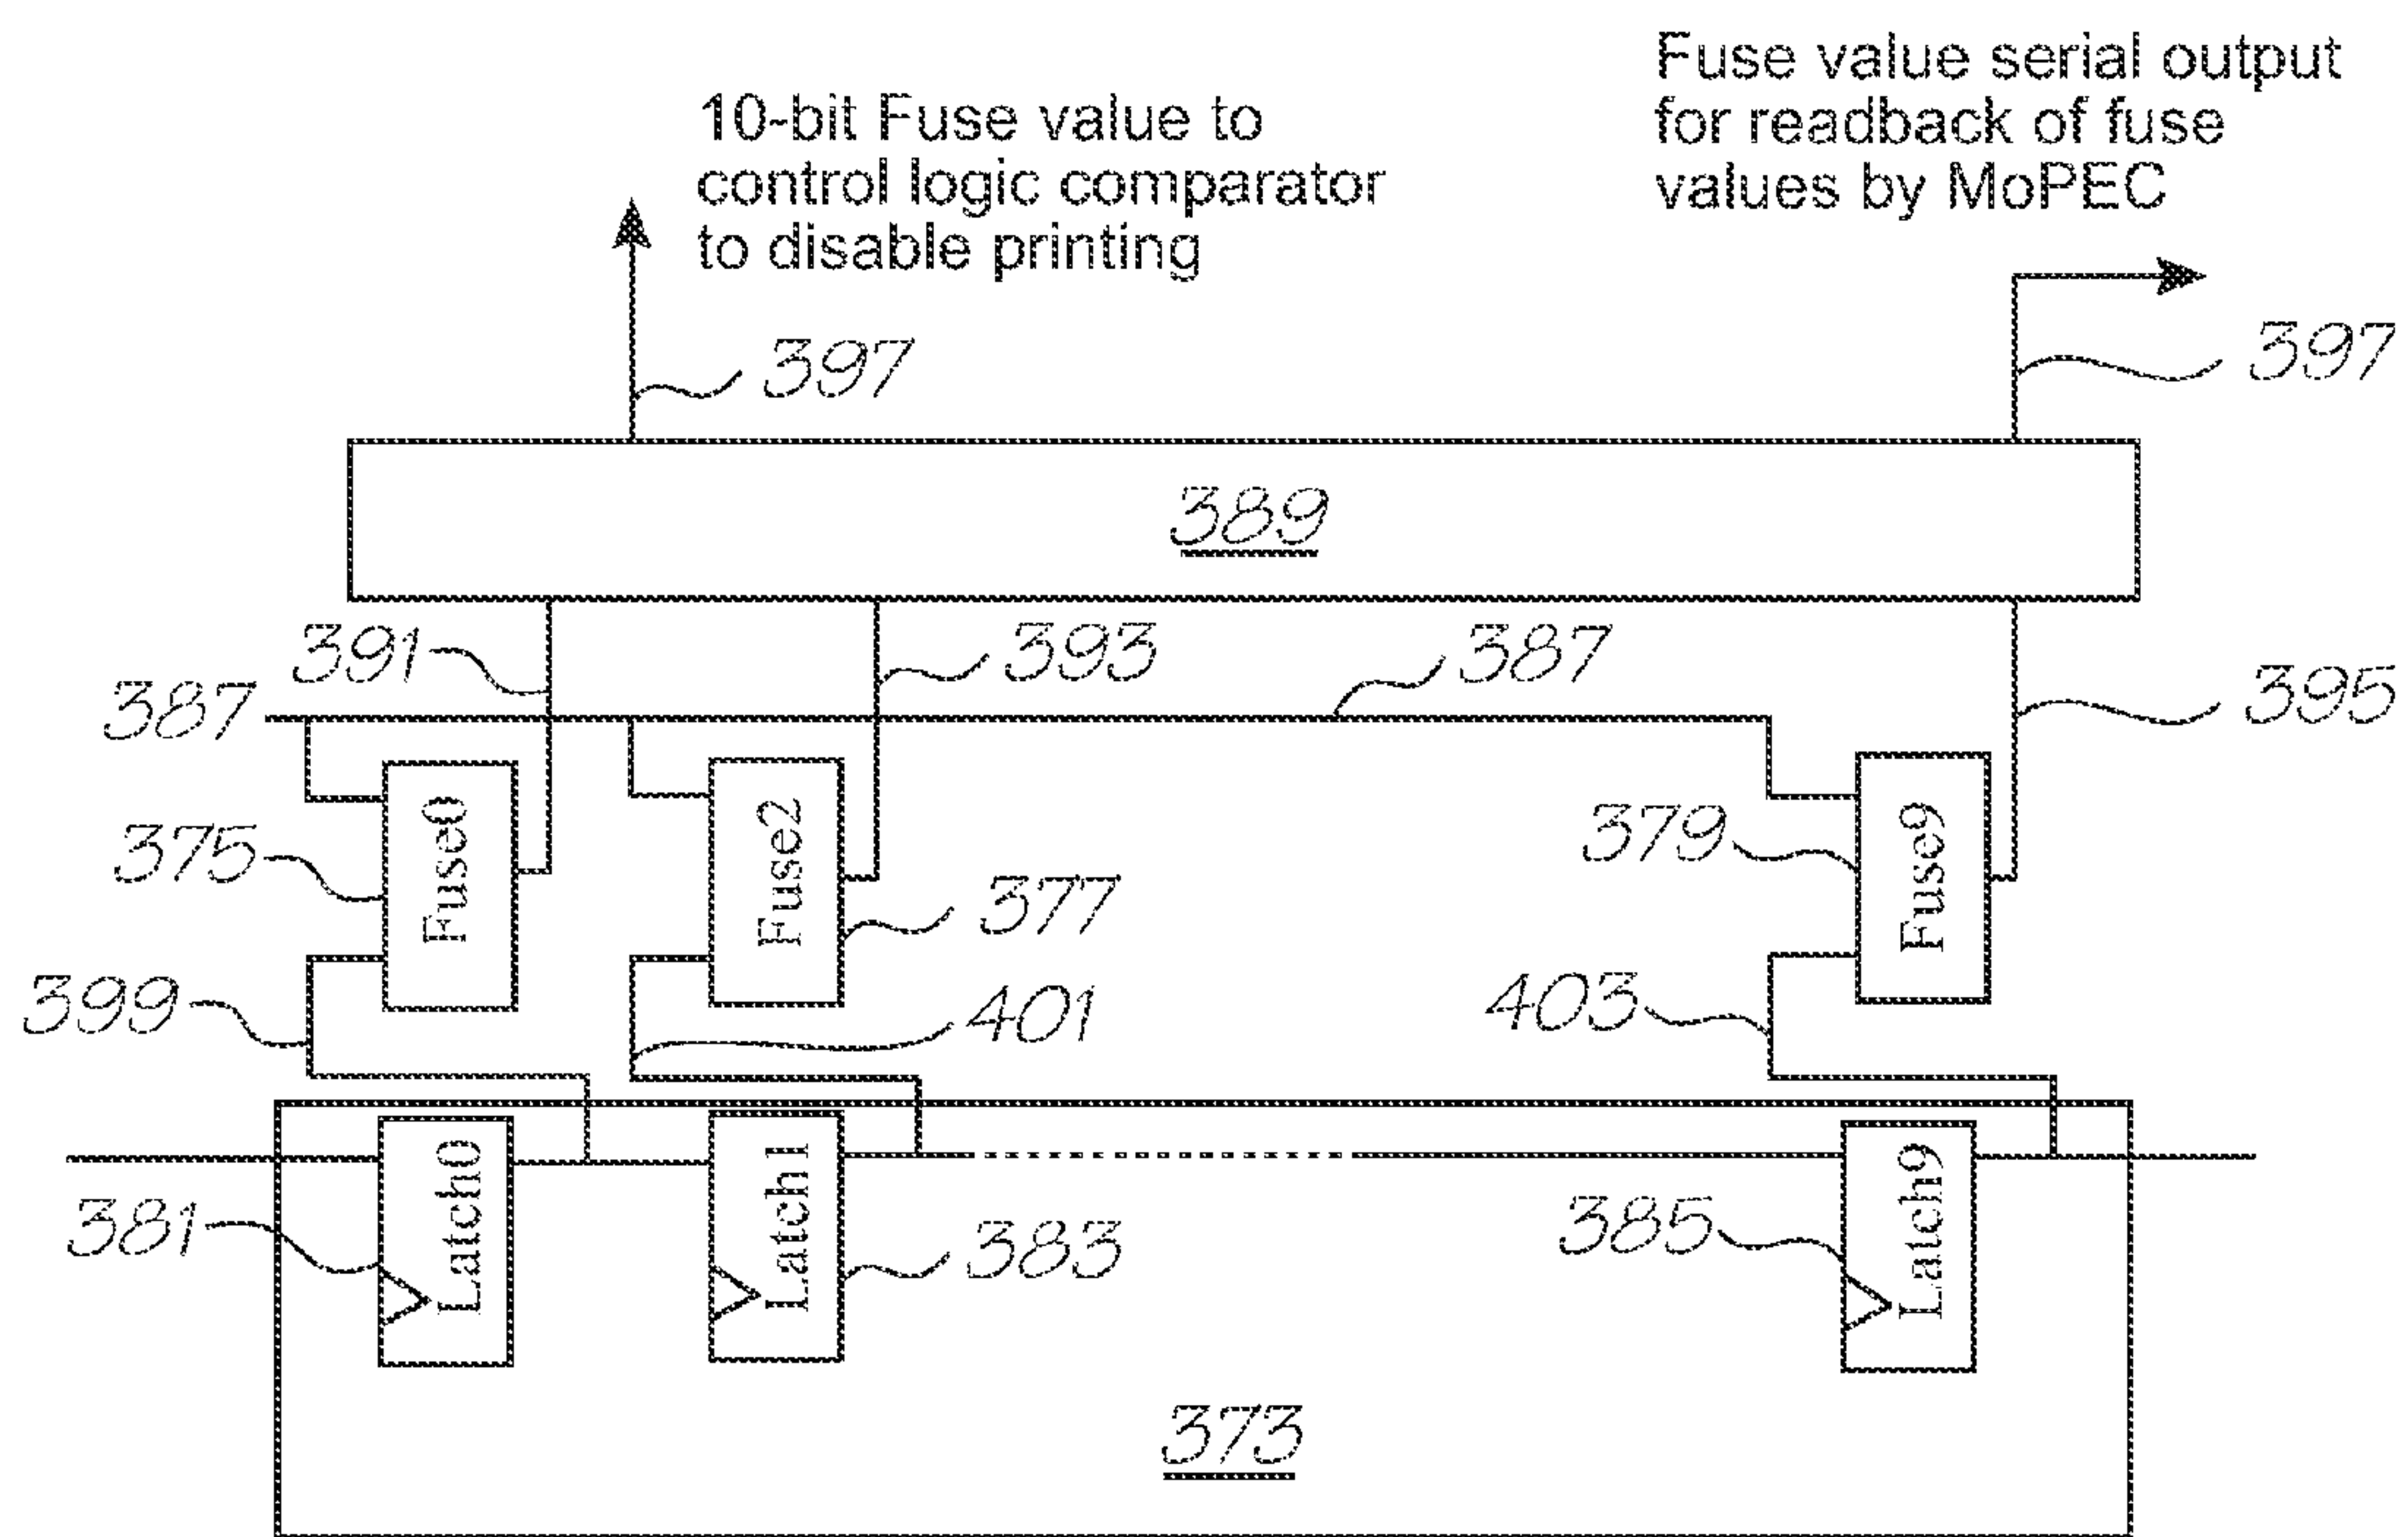 Fuse value serial output
for readback of fuse
values by MoPEC
10-bit Fuse value to
control logic comparator
to disable printing
397
397
389
391
393
387
387
395
375
Fuse0
Fuse2
377
379
Fuse9
399
401
403
381
Latch0
Latch1
383
385
Latch9
373